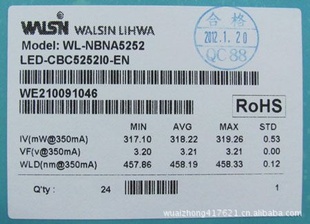 WALSIN WALSIN LIHWA
Model: WL-NBNA5252
LED-CBC5252I0-EN
合格
2012.1.20
QC88
WE210091046
RoHS
MIN AVG MAX STD
IV(mW@350mA) 317.10 318.22 319.26 0.53
VF(v@350mA) 3.20 3.21 3.21 0.00
WLD(nm@350mA) 457.86 458.19 458.33 0.12
Q'ty : 24 1
wuaizhong417621.cn.alibaba.com